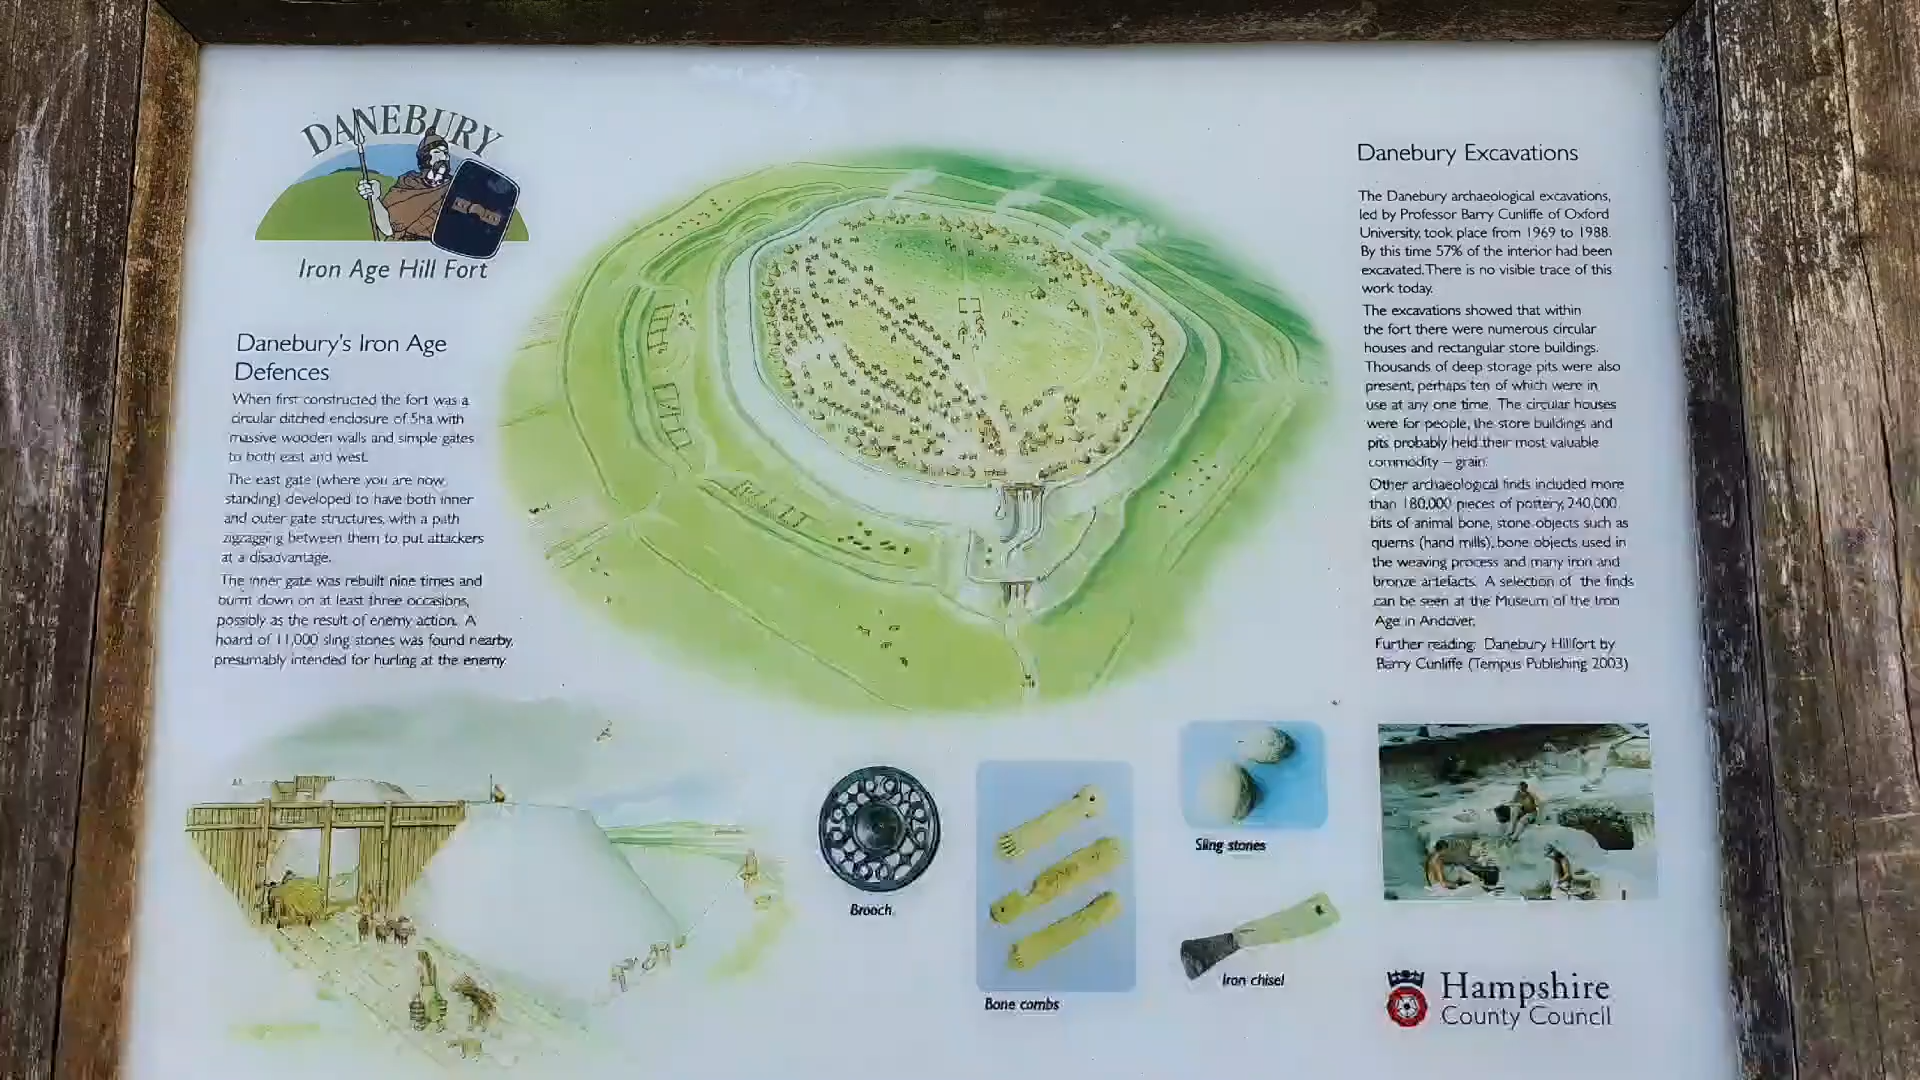 DANEBURY
Iron Age Hill Fort
Danebury's Iron Age
Defences
When first constructed the fort was a
circular ditched enclosure of 5ha with
massive wooden walls and simple gates
to both east and west.
The east gate (where you are now
standing) developed to have both inner
and outer gate structures, with a path
zigzagging between them to put attackers
at a disadvantage.
The inner gate was rebuilt nine times and
burnt down on at least three occasions,
possibly as the result of enemy action. A
hoard of 11,000 sling stones was found nearby,
presumably intended for hurling at the enemy.
Danebury Excavations
The Danebury archaeological excavations,
led by Professor Barry Cunliffe of Oxford
University, took place from 1969 to 1988.
By this time 57% of the interior had been
excavated. There is no visible trace of this
work today.
The excavations showed that within
the fort there were numerous circular
houses and rectangular store buildings.
Thousands of deep storage pits were also
present, perhaps ten of which were in
use at any one time. The circular houses
were for people, the store buildings and
pits probably held their most valuable
commodity – grain.
Other archaeological finds included more
than 180,000 pieces of pottery, 240,000
bits of animal bone, stone objects such as
querns (hand mills), bone objects used in
the weaving process and many iron and
bronze artefacts. A selection of the finds
can be seen at the Museum of the Iron
Age in Andover.
Further reading: Danebury Hillfort by
Barry Cunliffe (Tempus Publishing 2003)
Brooch
Bone combs
Sling stones
Iron chisel
Hampshire
County Council